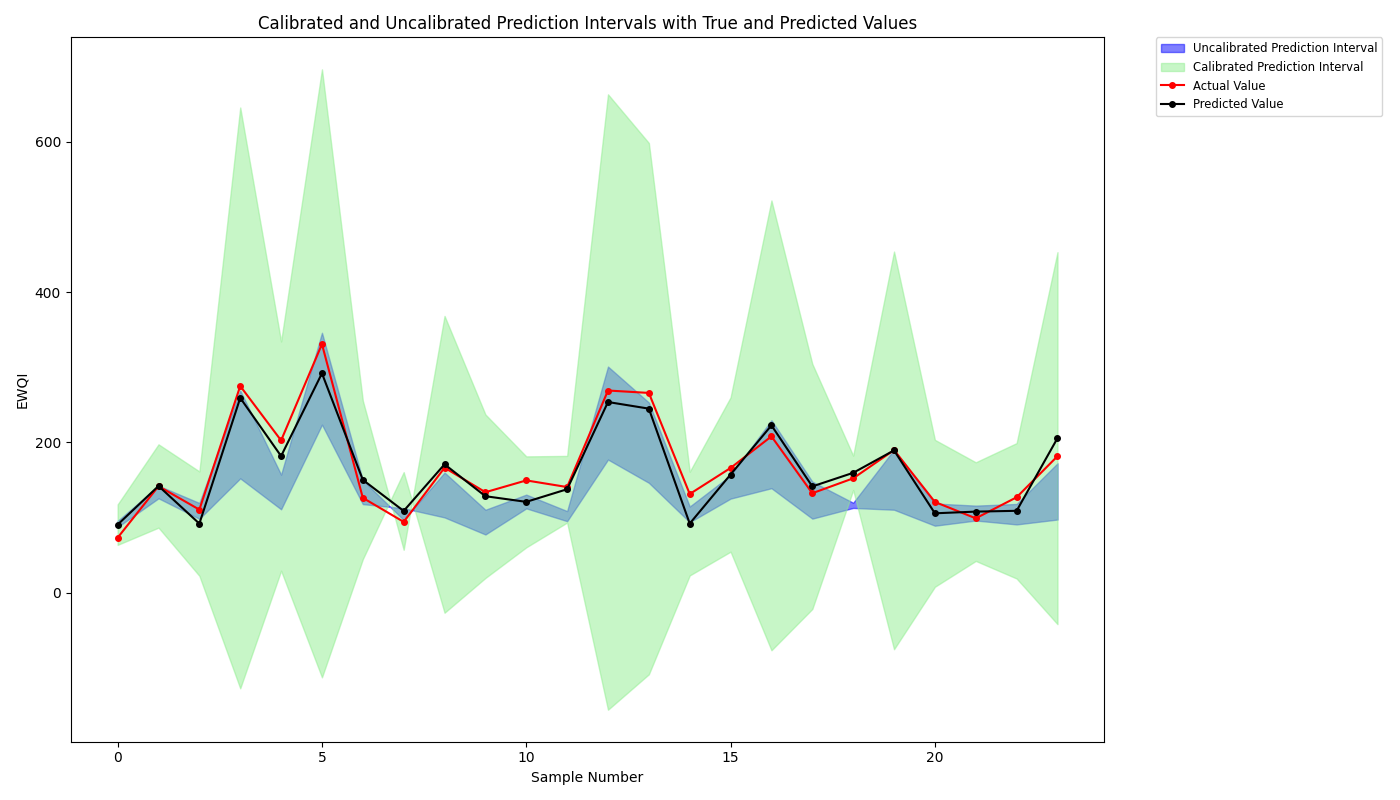 Calibrated and Uncalibrated Prediction Intervals with True and Predicted Values
Uncalibrated Prediction Interval
Calibrated Prediction Interval
Actual Value
Predicted Value
EWQI
600
400
200
0
0 5 10 15 20
Sample Number